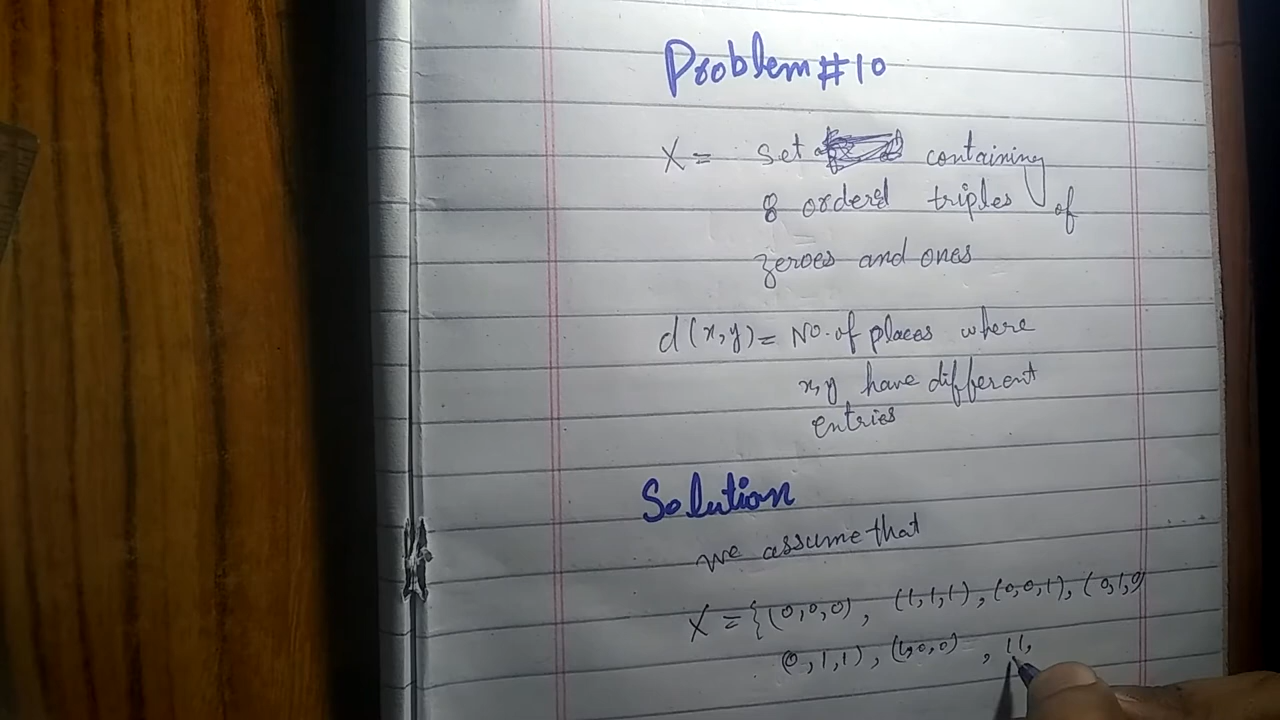 Problem #10
X = set containing
8 ordered triples of
zeroes and ones
d(x,y) = No. of places where
x,y have different
entries
Solution
we assume that
X = {(0,0,0), (1,1,1), (0,0,1), (0,1,0)
0,1,1), (1,0,0), (1,